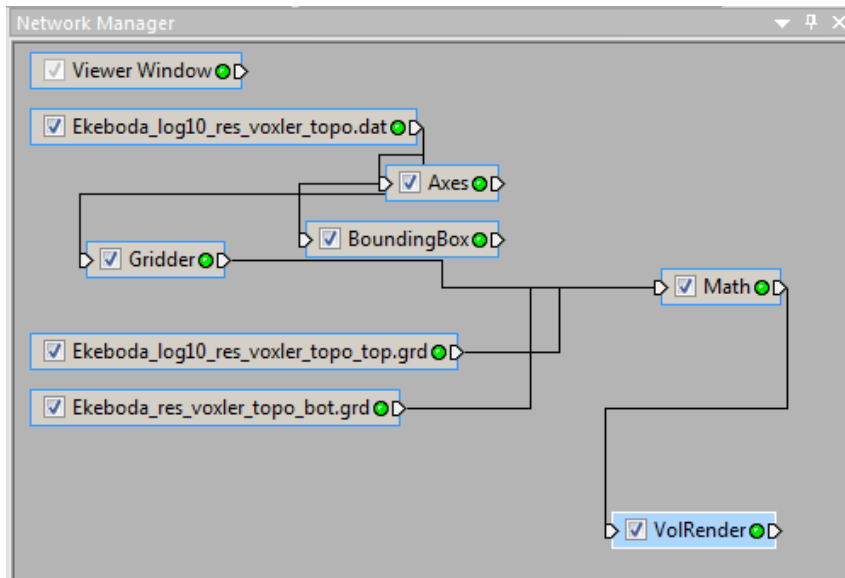 Network Manager
Viewer Window
Ekeboda_log10_res_voxler_topo.dat
Axes
BoundingBox
Gridder
Math
Ekeboda_log10_res_voxler_topo_top.grd
Ekeboda_res_voxler_topo_bot.grd
VolRender